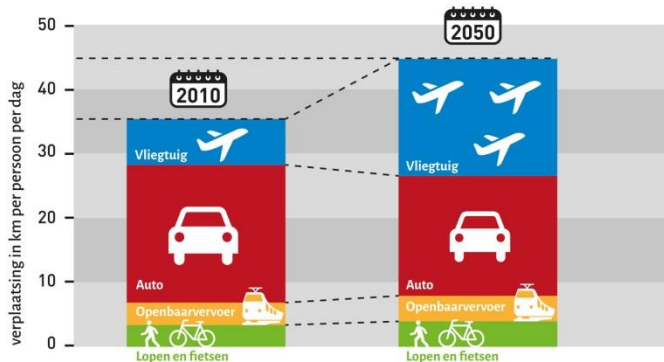 verplaatsing in km per persoon per dag
50
40
30
20
10
0
2010
Vliegtuig
Auto
Openbaarvervoer
Lopen en fietsen
2050
Vliegtuig
Auto
Openbaarvervoer
Lopen en fietsen